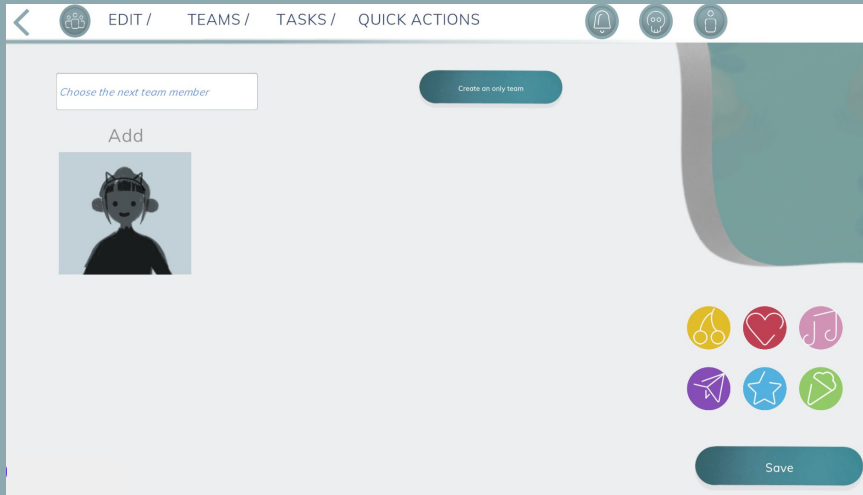 EDIT / TEAMS / TASKS / QUICK ACTIONS
Choose the next team member
Create an only team
Add
Save